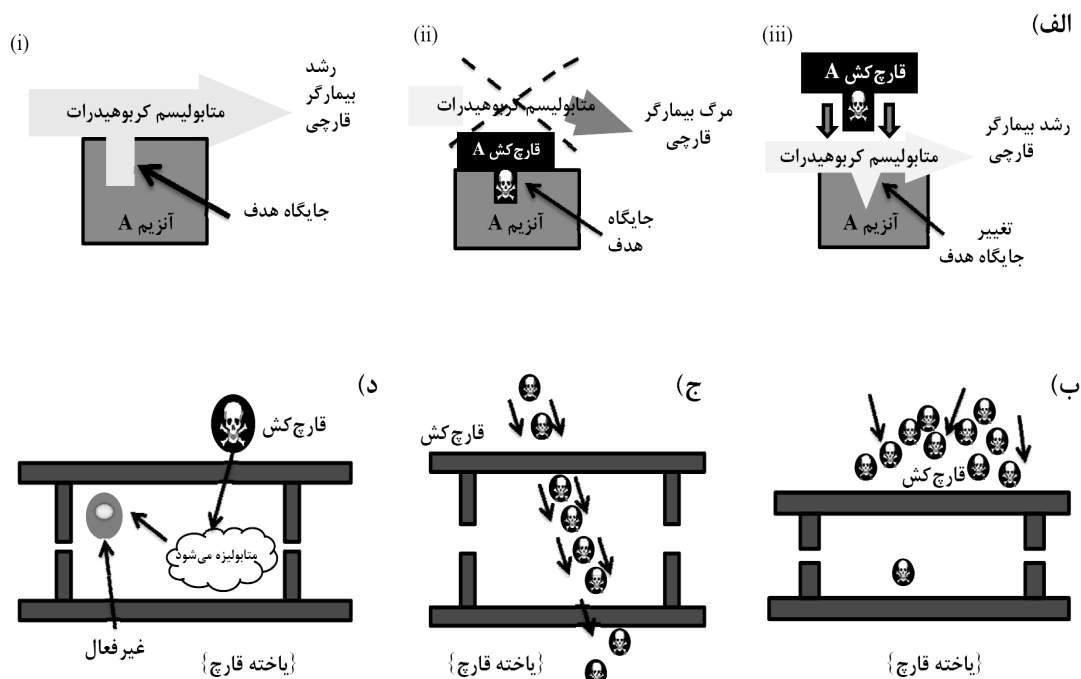 الف)
(iii)
قارچ‌کش A
متابولیسم کربوهیدرات
رشد بیمارگر
قارچی
آنزیم A
تغییر
جایگاه هدف
(ii)
متابولیسم کربوهیدرات
مرگ بیمارگر
قارچی
قارچ‌کش A
آنزیم A
جایگاه
هدف
(i)
رشد
بیمارگر
قارچی
متابولیسم کربوهیدرات
جایگاه هدف
آنزیم A
ب)
قارچ‌کش
{یاخته قارچ}
ج)
قارچ‌کش
{یاخته قارچ}
د)
قارچ‌کش
متابولیزه می‌شود
غیرفعال
{یاخته قارچ}